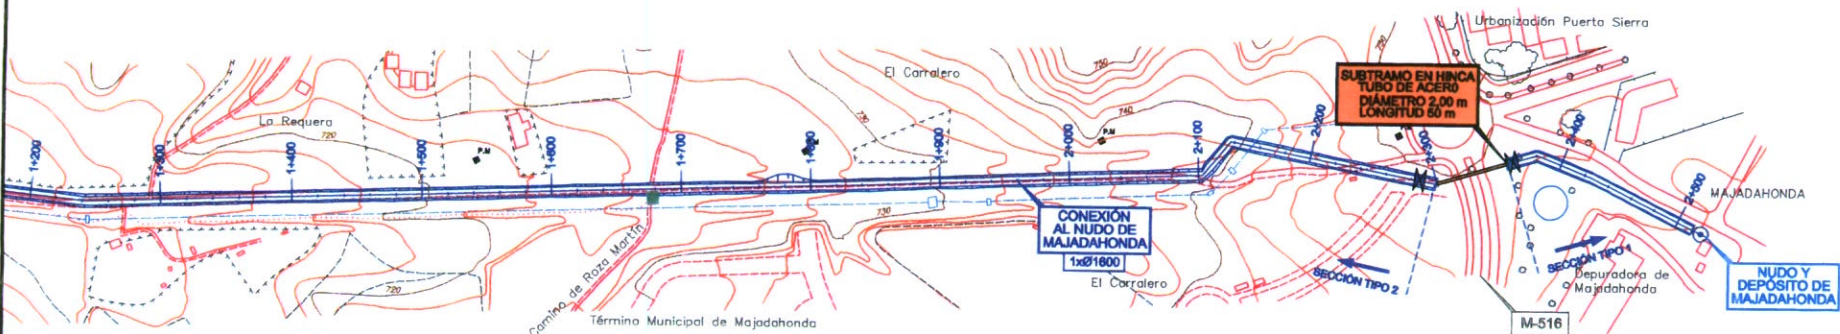 Urbanización Puerta Sierra
El Carralero
SUBTRAMO EN HINCA
TUBO DE ACERO
DIÁMETRO 2,00 m
LONGITUD 50 m
La Requera
720
730
740
750
1+200
1+300
1+400
1+500
1+600
1+700
1+900
2+000
2+100
2+200
2+300
2+400
2+500
P.M
P.M
MAJADAHONDA
CONEXIÓN
AL NUDO DE
MAJADAHONDA
1xØ1600
730
720
El Carralero
SECCIÓN TIPO 2
SECCIÓN TIPO 1
Depuradora de
Majadahonda
NUDO Y
DEPÓSITO DE
MAJADAHONDA
Camino de Roza Martín
Término Municipal de Majadahonda
M-516